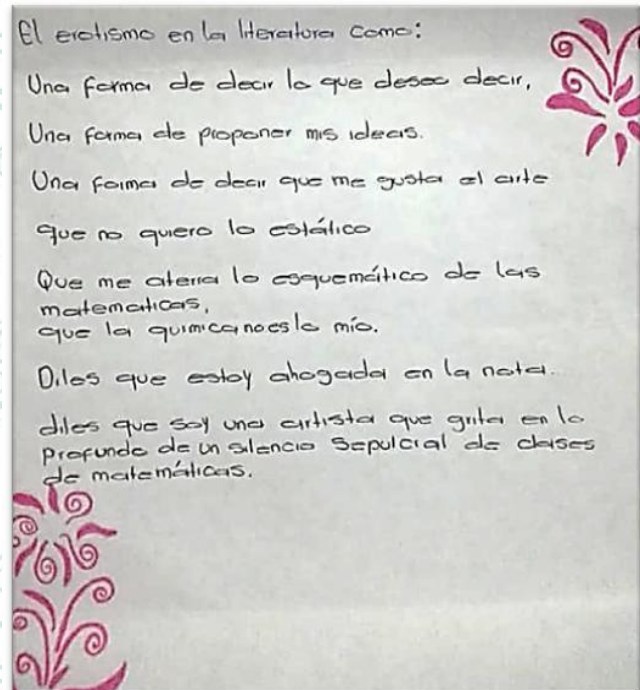 El erotismo en la literatura como:
Una forma de decir lo que deseo decir,
Una forma de proponer mis ideas.
Una forma de decir que me gusta el arte
que no quiero lo estático
Que me aterra lo esquemático de las
matematicas,
que la quimica no es lo mío.
Diles que estoy ahogada en la nota.
diles que soy una artista que grita en lo
profundo de un silencio sepulcral de clases
de matemáticas.